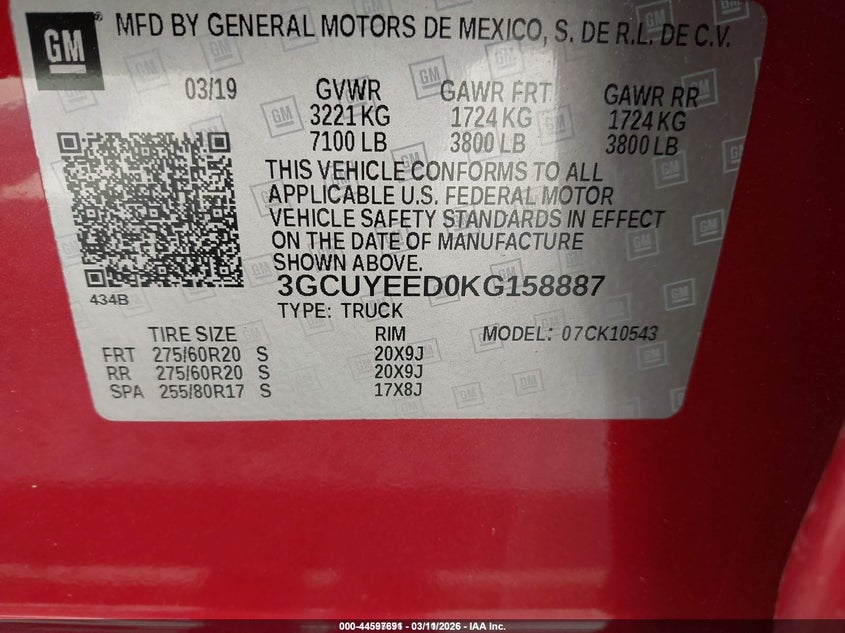 GM
MFD BY GENERAL MOTORS DE MEXICO, S. DE R.L. DE C.V.
03/19 GVWR GAWR FRT GAWR RR
3221 KG 1724 KG 1724 KG
7100 LB 3800 LB 3800 LB
THIS VEHICLE CONFORMS TO ALL
APPLICABLE U.S. FEDERAL MOTOR
VEHICLE SAFETY STANDARDS IN EFFECT
ON THE DATE OF MANUFACTURE
SHOWN ABOVE.
434B
3GCUYEED0KG158887
TYPE: TRUCK
TIRE SIZE RIM MODEL: 07CK10543
FRT 275/60R20 S 20X9J
RR 275/60R20 S 20X9J
SPA 255/80R17 S 17X8J
03/11/2026 - IAA Inc.